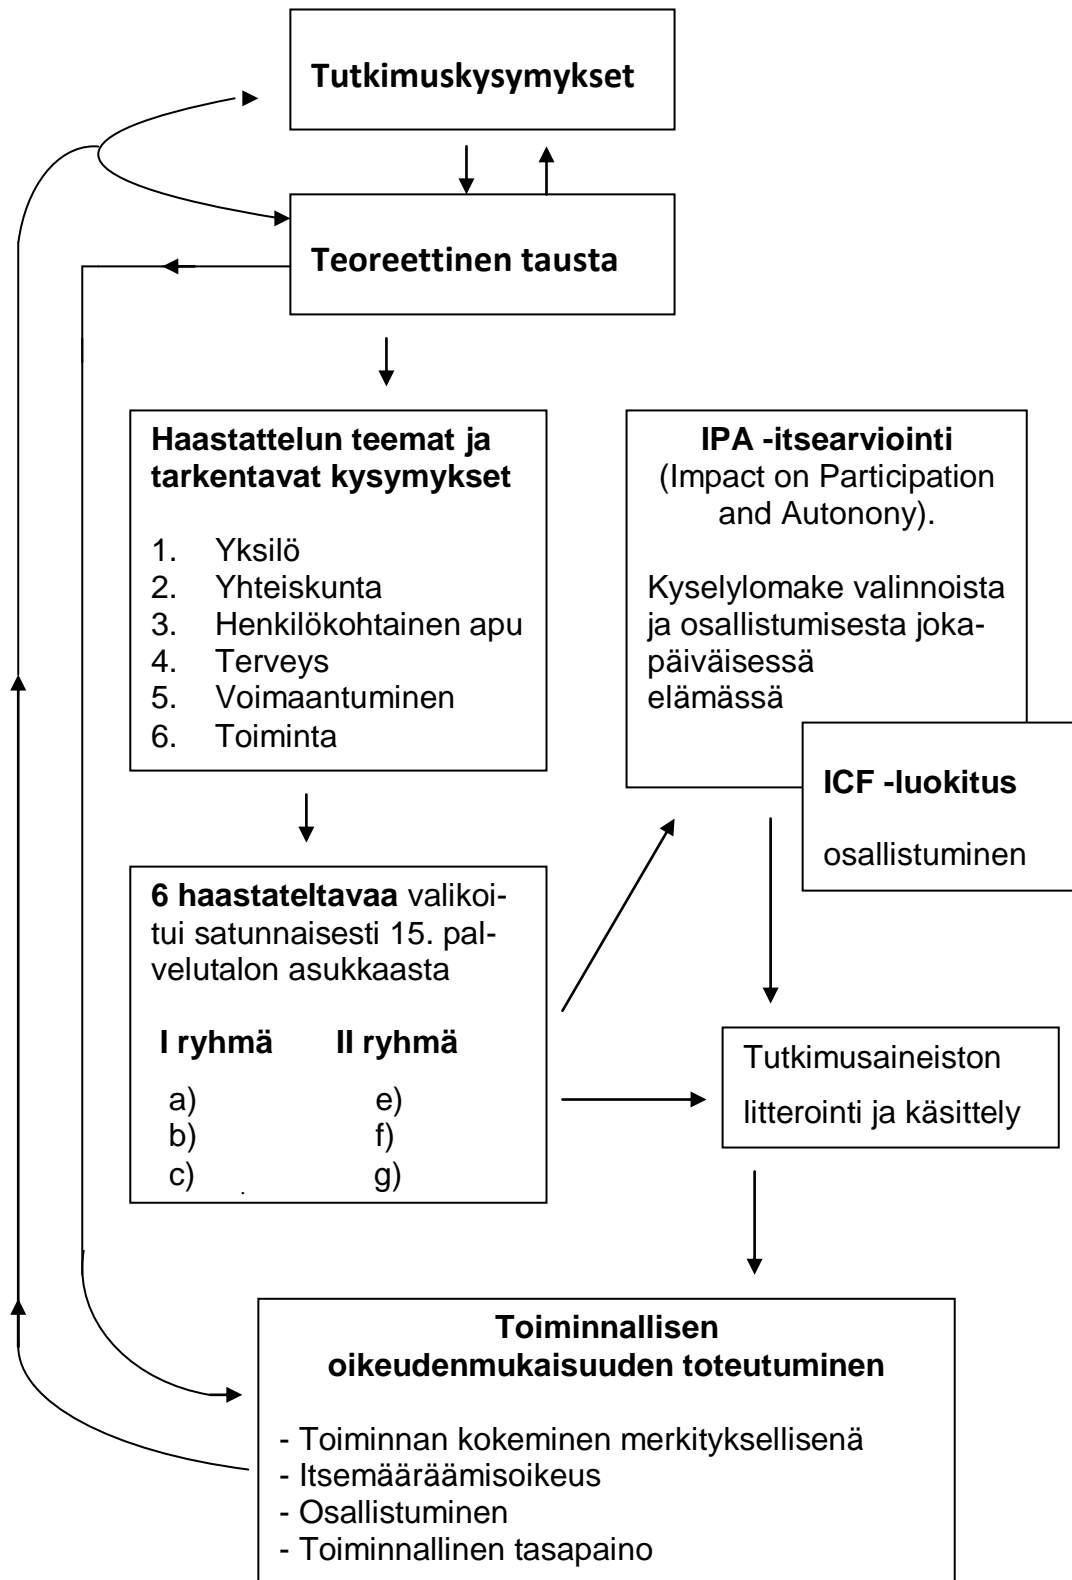 Tutkimuskysymykset
Teoreettinen tausta
Haastattelun teemat ja
tarkentavat kysymykset
1. Yksilö
2. Yhteiskunta
3. Henkilökohtainen apu
4. Terveys
5. Voimaantuminen
6. Toiminta
IPA -itsearviointi
(Impact on Participation
and Autonony).
Kyselylomake valinnoista
ja osallistumisesta joka-
päiväisessä
elämässä
ICF -luokitus
osallistuminen
6 haastateltavaa valikoi-
tui satunnaisesti 15. pal-
velutalon asukkaasta
I ryhmä II ryhmä
a) e)
b) f)
c) g)
Tutkimusaineiston
litterointi ja käsittely
Toiminnallisen
oikeudenmukaisuuden toteutuminen
- Toiminnan kokeminen merkityksellisenä
- Itsemääräämisoikeus
- Osallistuminen
- Toiminnallinen tasapaino